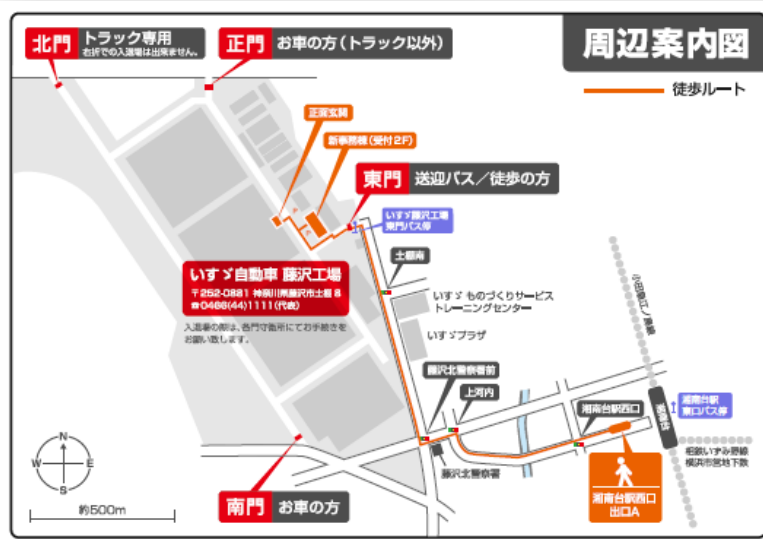 北門
トラック専用
右折での入退場は出来ません。
正門
お車の方(トラック以外)
周辺案内図
徒歩ルート
正面玄関
新事務棟(受付2F)
東門
送迎バス/徒歩の方
いすゞ藤沢工場
東門バス停
土棚南
いすゞ自動車 藤沢工場
〒252-0881 神奈川県藤沢市土棚 8
☎0466(44)1111(代表)
入退場の際は、各門守衛所にてお手続きを
お願い致します。
いすゞ ものづくりサービス
トレーニングセンター
いすゞプラザ
小田急江ノ島線
藤沢北警察署前
上河内
湘南台駅西口
湘南台
湘南台駅
東口バス停
相鉄いずみ野線
横浜市営地下鉄
藤沢北警察署
湘南台駅西口
出口A
N
W
E
S
約500m
南門
お車の方